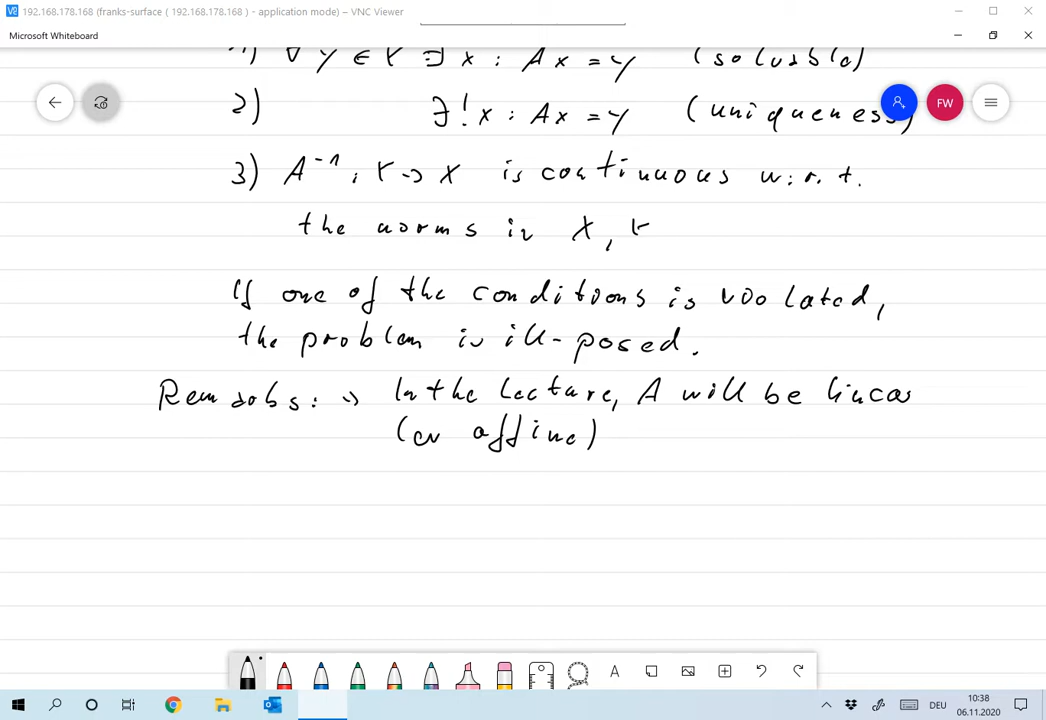 192.168.178.168 (franks-surface ( 192.168.178.168 ) - application mode) – VNC Viewer
Microsoft Whiteboard
1) ∀ y ∈ Y ∃ x : Ax = y (solvable)
2) ∃! x : Ax = y (uniqueness)
FW
3) A⁻¹ : Y → X is continuous w.r.t.
the norms in X, Y
If one of the conditions is violated,
the problem is ill-posed.
Remarks: → In the lecture, A will be linear
(or affine)
A
DEU
10:38
06.11.2020